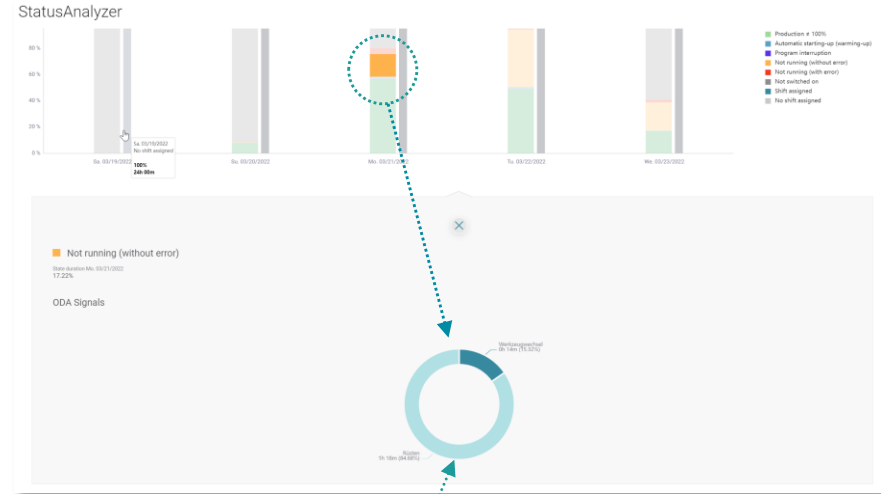 StatusAnalyzer
80 %
60 %
40 %
20 %
0 %
Sa. 03/19/2022
Su. 03/20/2022
Mo. 03/21/2022
Tu. 03/22/2022
We. 03/23/2022
Sa. 03/19/2022
No shift assigned
100%
24h 00m
Production ≠ 100%
Automatic starting-up (warming-up)
Program interruption
Not running (without error)
Not running (with error)
Not switched on
Shift assigned
No shift assigned
Not running (without error)
State duration Mo. 03/21/2022
17.22%
ODA Signals
Werkzeugwechsel
0h 14m (15.32%)
Rüsten
1h 18m (84.68%)